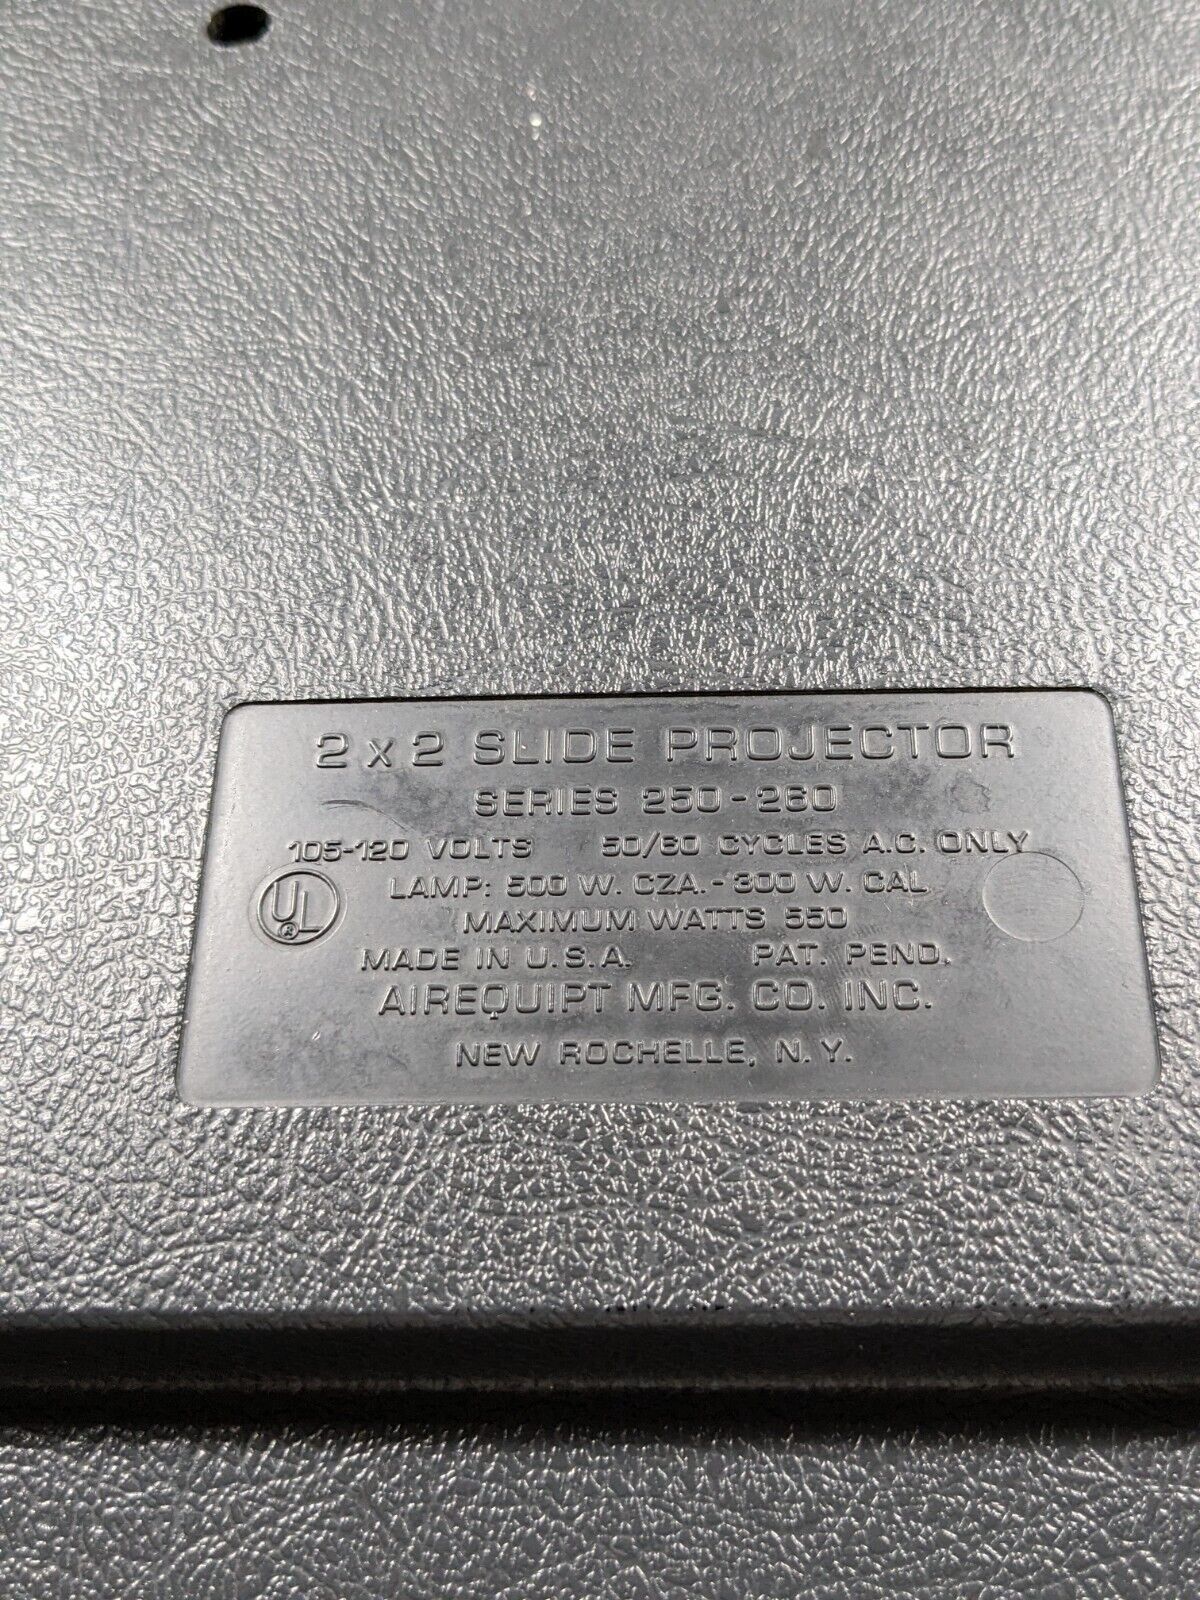 2 x 2 SLIDE PROJECTOR
SERIES 250-260
105-120 VOLTS 50/60 CYCLES A.C. ONLY
LAMP: 500 W. CZA.-300 W. CAL
UL ®
MAXIMUM WATTS 550
MADE IN U.S.A. PAT. PEND.
AIREQUIPT MFG. CO. INC.
NEW ROCHELLE, N.Y.